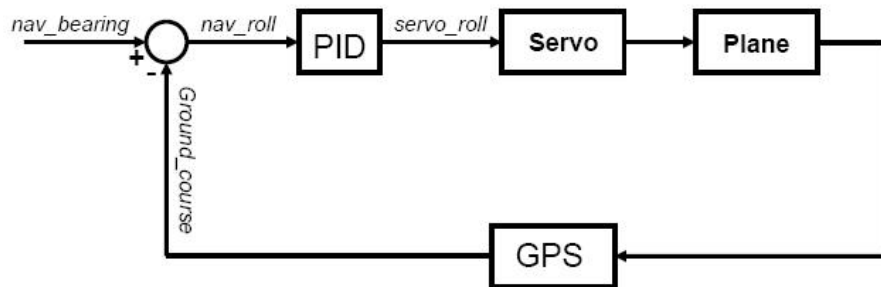 nav_bearing
+
-
nav_roll
PID
servo_roll
Servo
Plane
Ground_course
GPS